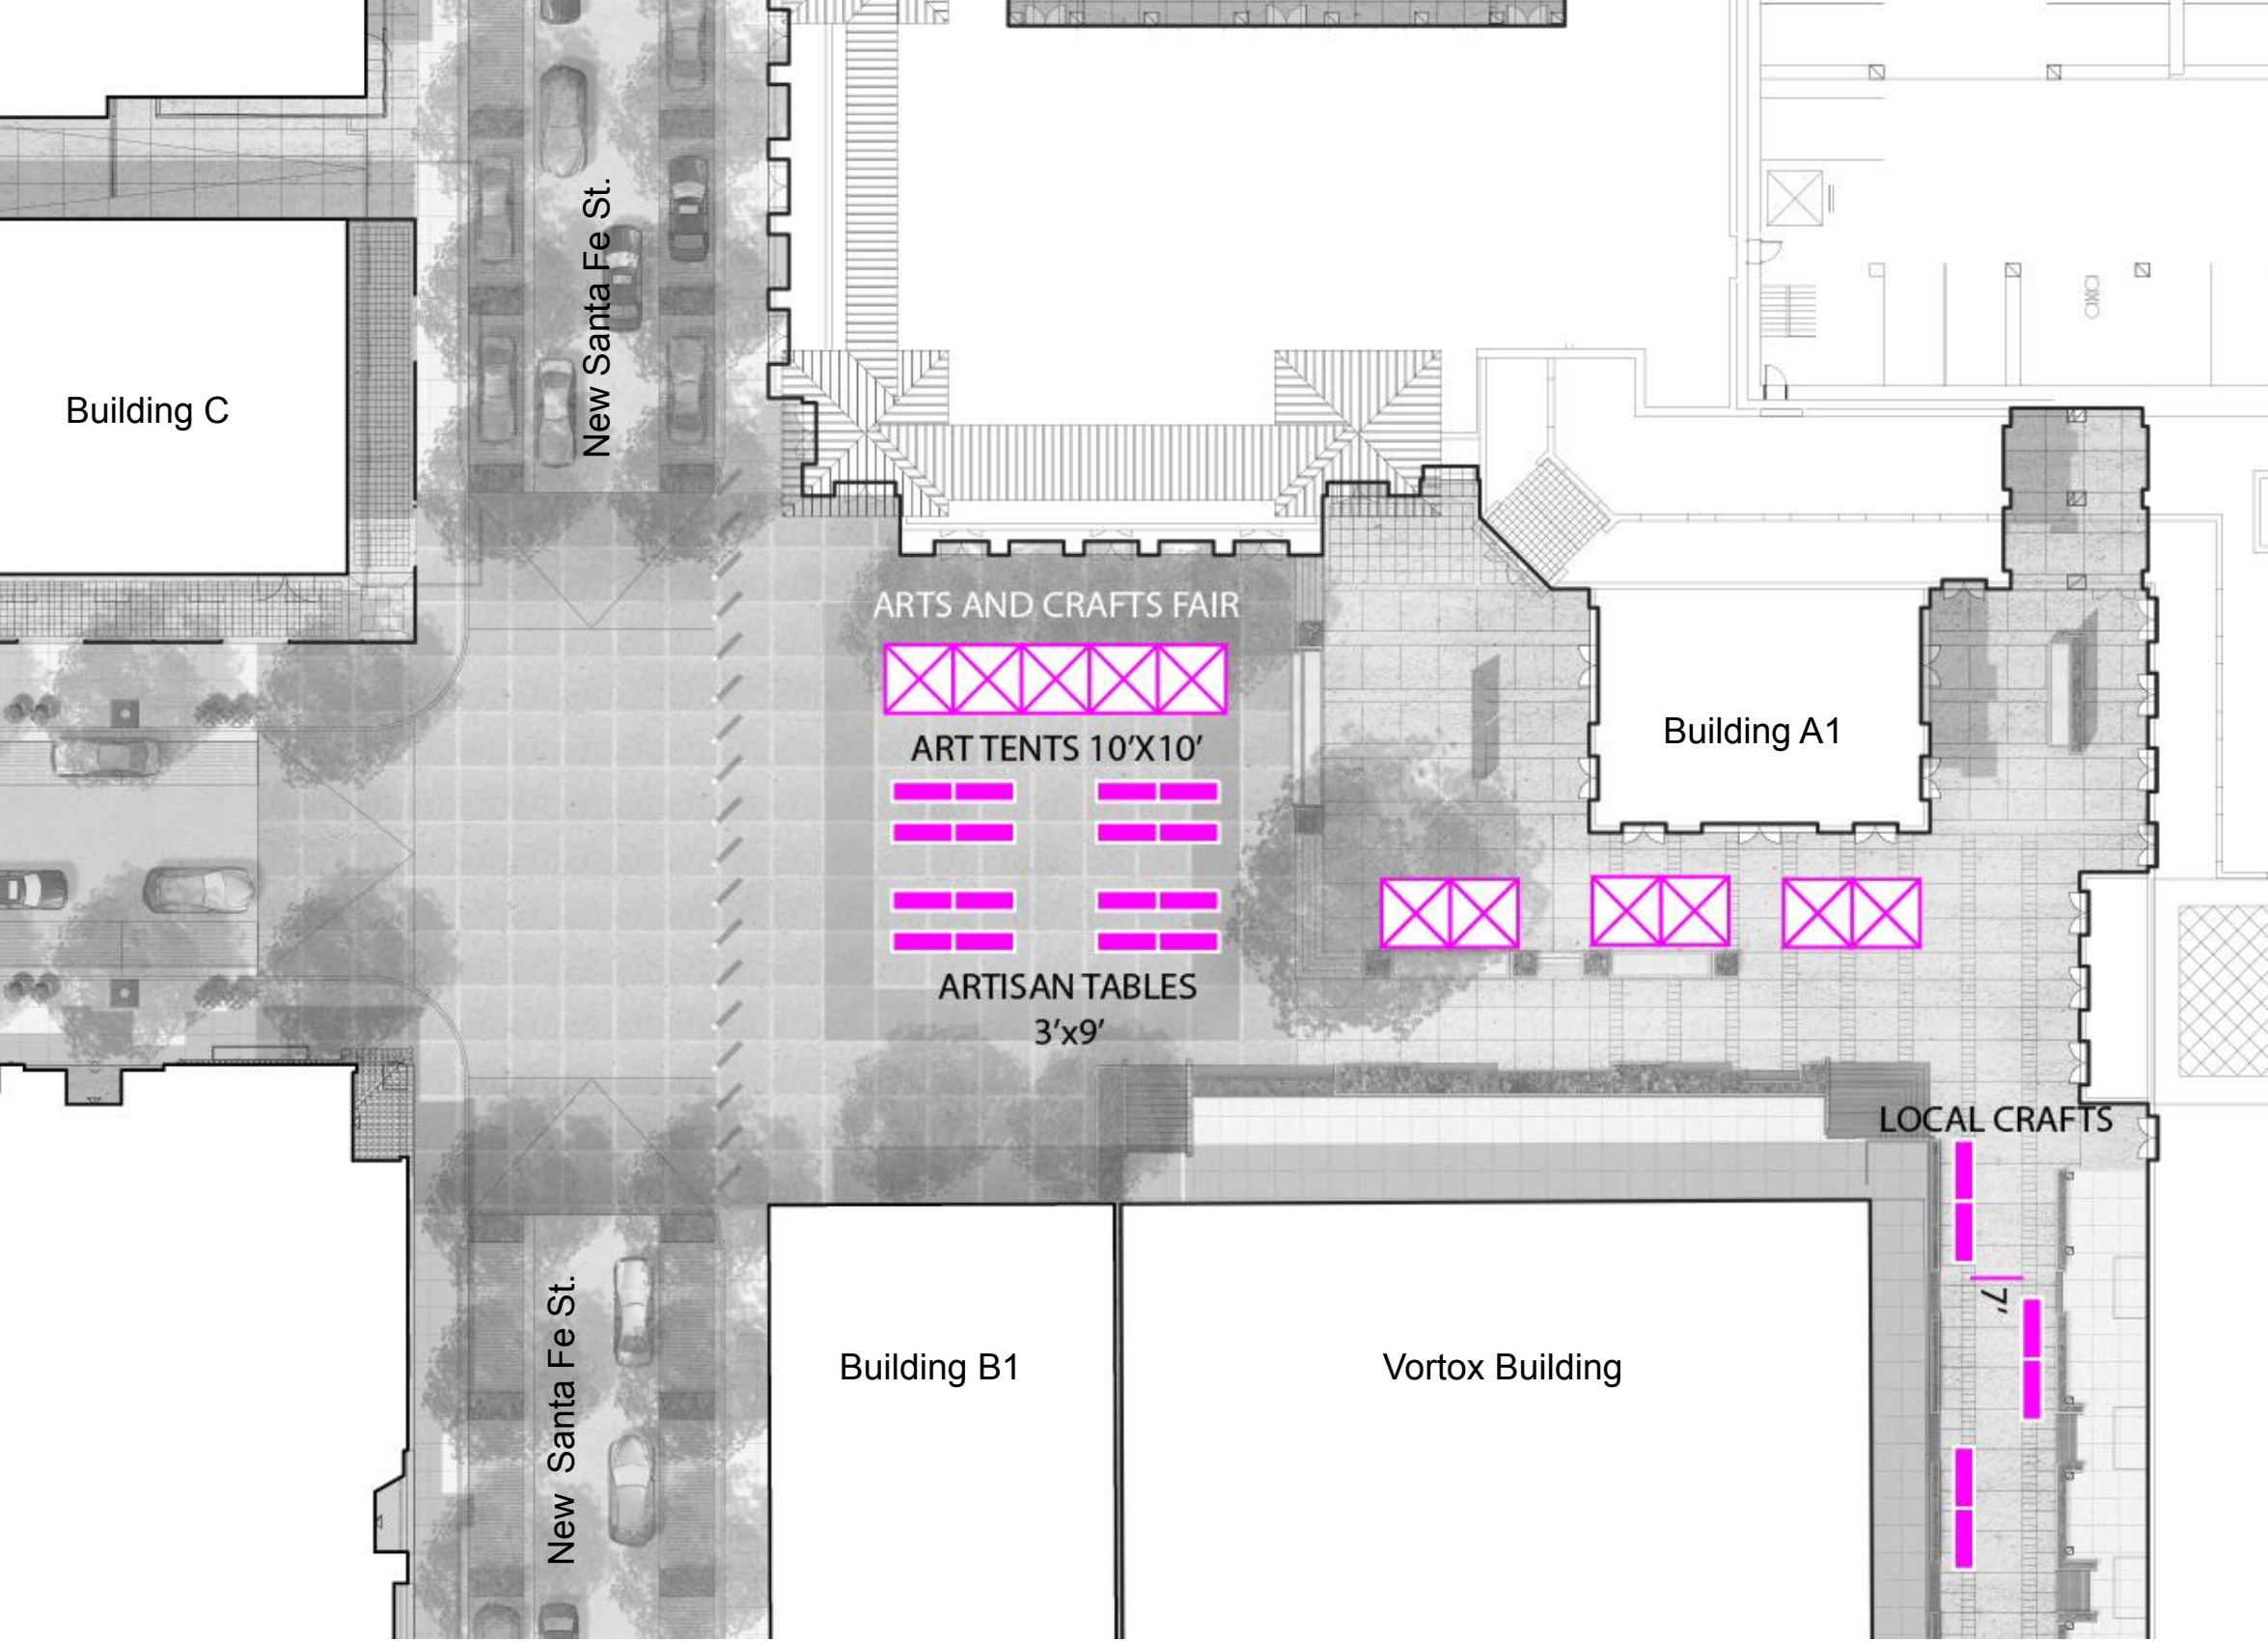 New Santa Fe St.
Building C
ARTS AND CRAFTS FAIR
ART TENTS 10'X10'
Building A1
ARTISAN TABLES
3'x9'
LOCAL CRAFTS
7'
New Santa Fe St.
Building B1
Vortox Building